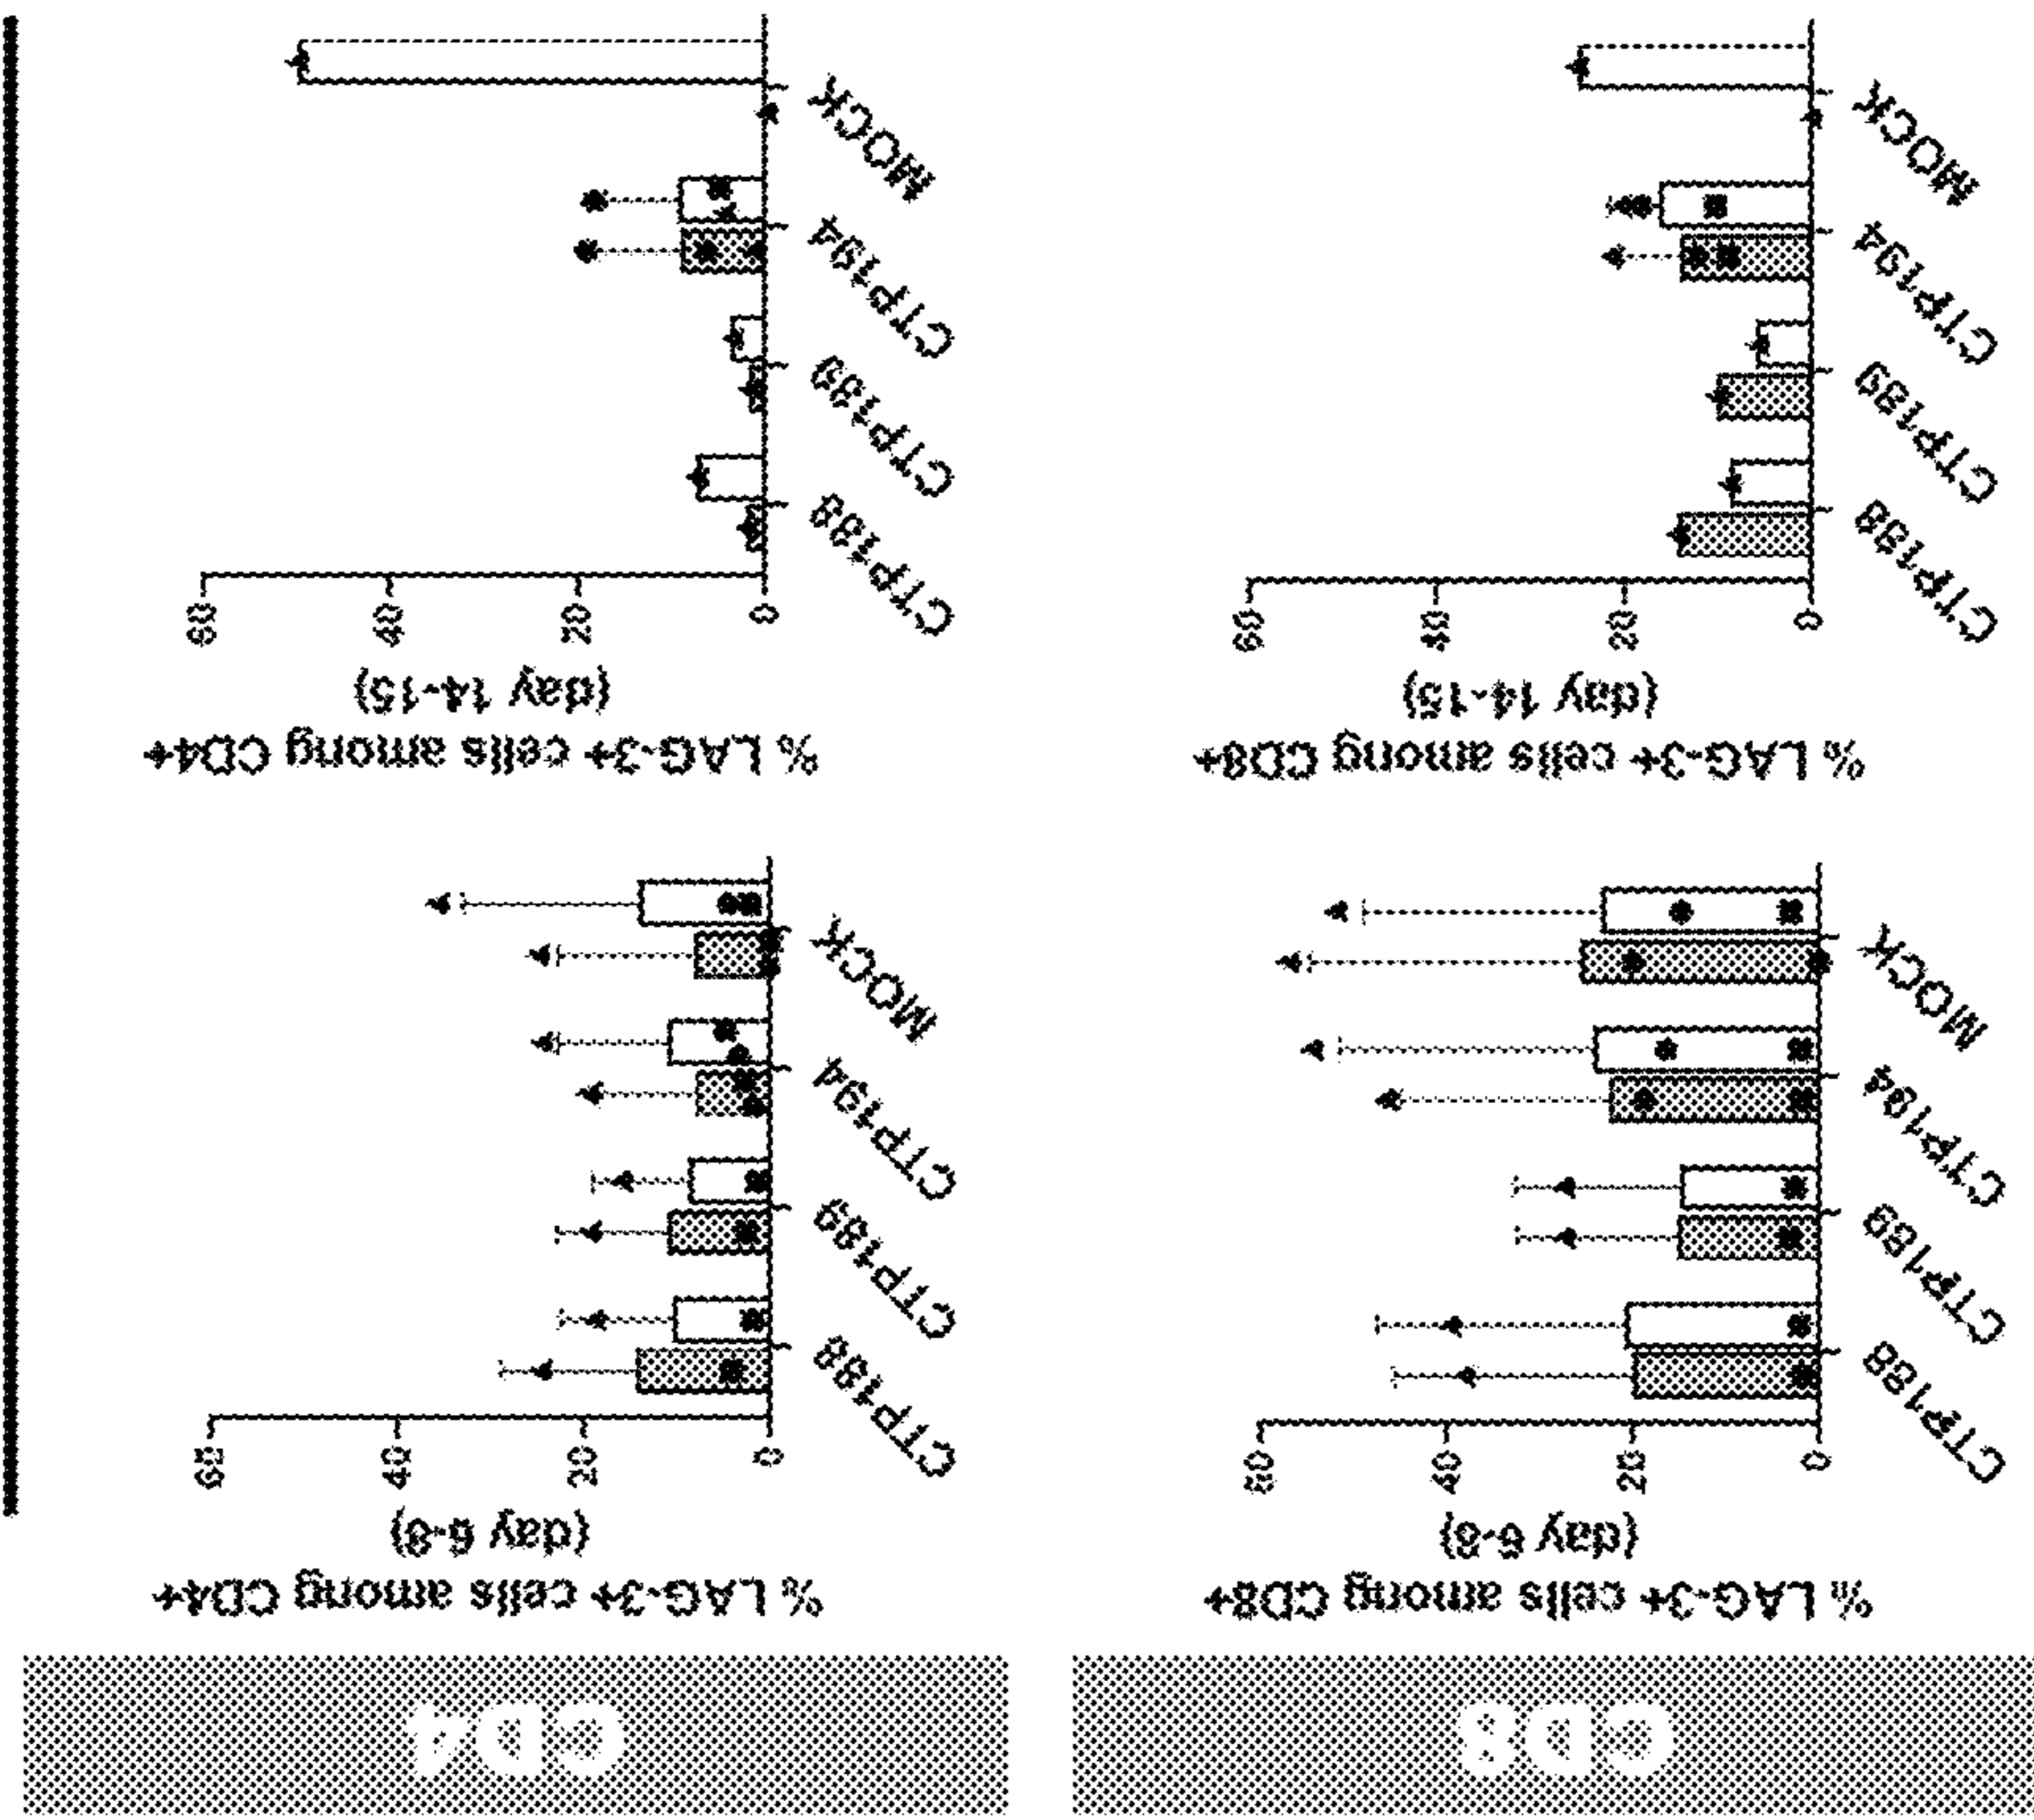 CD4
% LAG-3+ cells among CD4+
(day 6-8)
60
40
20
0
CTP188
CTP189
CTP194
MOCK
% LAG-3+ cells among CD4+
(day 14-15)
60
40
20
0
CTP188
CTP189
CTP194
MOCK
CD8
% LAG-3+ cells among CD8+
(day 6-8)
60
40
20
0
CTP188
CTP189
CTP194
MOCK
% LAG-3+ cells among CD8+
(day 14-15)
60
40
20
0
CTP188
CTP189
CTP194
MOCK